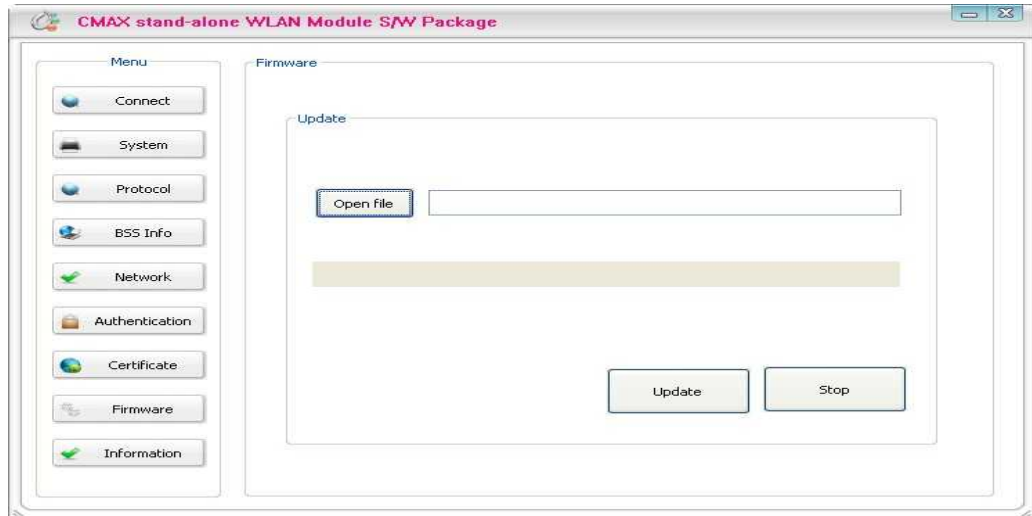 CMAX stand-alone WLAN Module S/W Package
Menu
Connect
System
Protocol
BSS Info
Network
Authentication
Certificate
Firmware
Information
Firmware
Update
Open file
Update
Stop